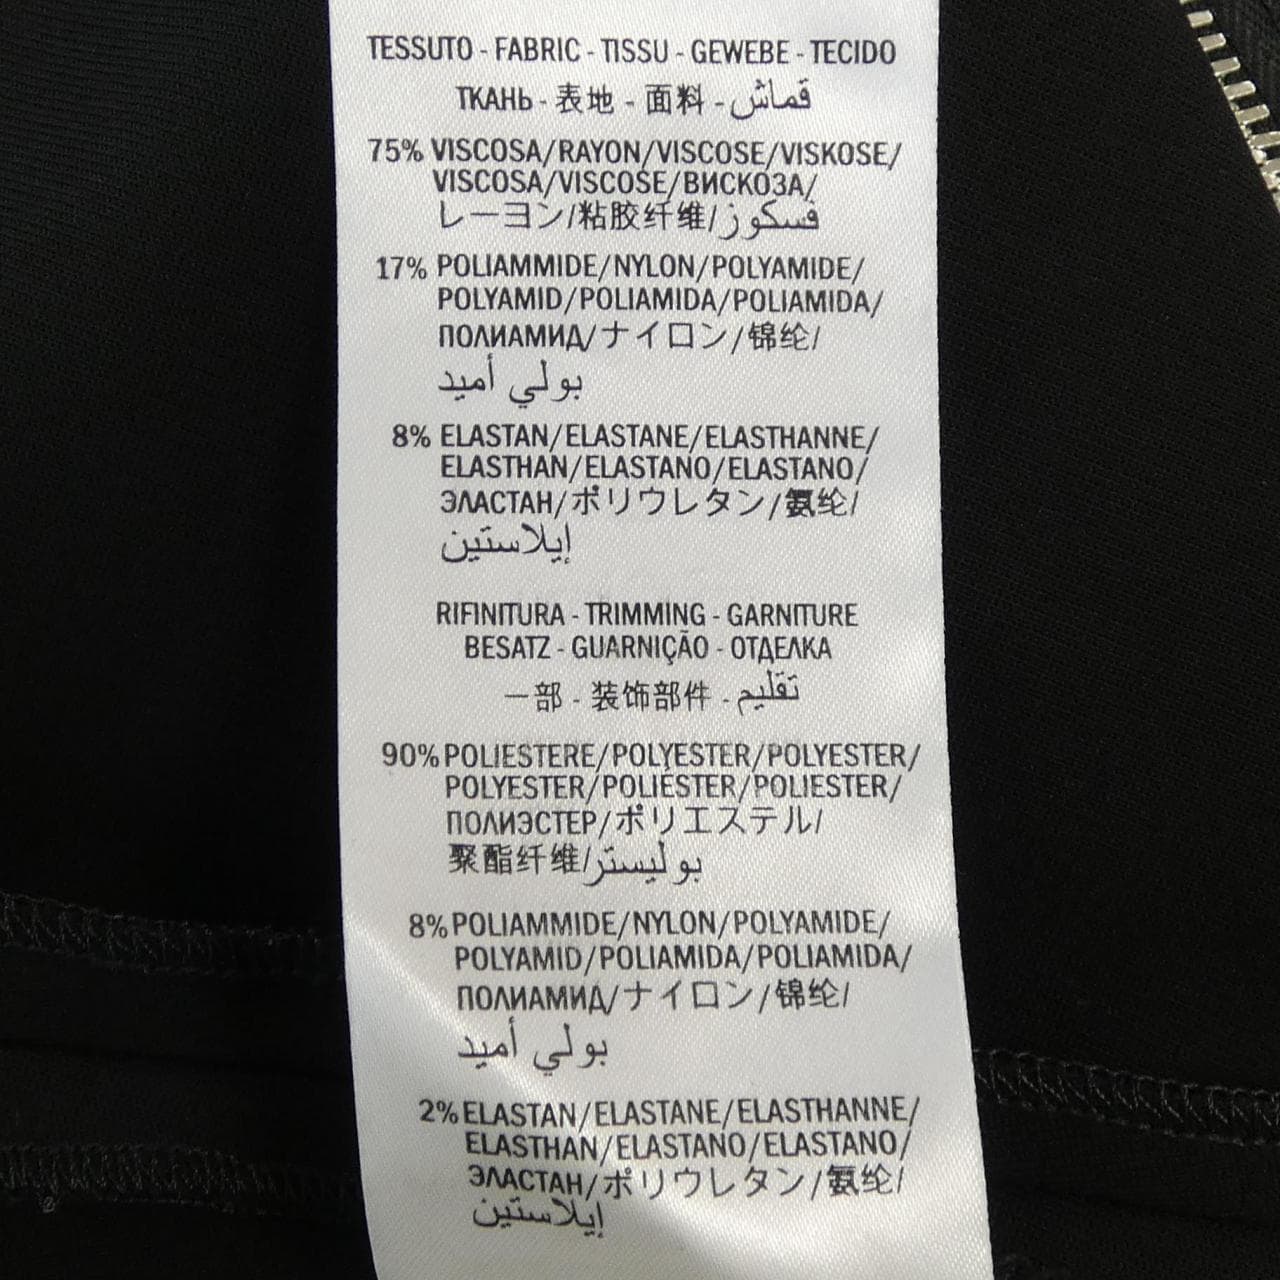 TESSUTO - FABRIC - TISSU - GEWEBE - TECIDO
ТКАНЬ - 表地 - 面料 - قماش
75% VISCOSA/RAYON/VISCOSE/VISKOSE/
VISCOSA/VISCOSE/ВИСКОЗА/
レーヨン/粘胶纤维/فسكوز
17% POLIAMMIDE/NYLON/POLYAMIDE/
POLYAMID/POLIAMIDA/POLIAMIDA/
ПОЛИАМИД/ナイロン/锦纶/
بولي أميد
8% ELASTAN/ELASTANE/ELASTHANNE/
ELASTHAN/ELASTANO/ELASTANO/
ЭЛАСТАН/ポリウレタン/氨纶/
إيلاستين
RIFINITURA - TRIMMING - GARNITURE
BESATZ - GUARNIÇÃO - ОТДЕЛКА
一部 - 装饰部件 - تقليم
90% POLIESTERE/POLYESTER/POLYESTER/
POLYESTER/POLIÉSTER/POLIESTER/
ПОЛИЭСТЕР/ポリエステル/
聚酯纤维/بوليستر
8% POLIAMMIDE/NYLON/POLYAMIDE/
POLYAMID/POLIAMIDA/POLIAMIDA/
ПОЛИАМИД/ナイロン/锦纶/
بولي أميد
2% ELASTAN/ELASTANE/ELASTHANNE/
ELASTHAN/ELASTANO/ELASTANO/
ЭЛАСТАН/ポリウレタン/氨纶/
إيلاستين